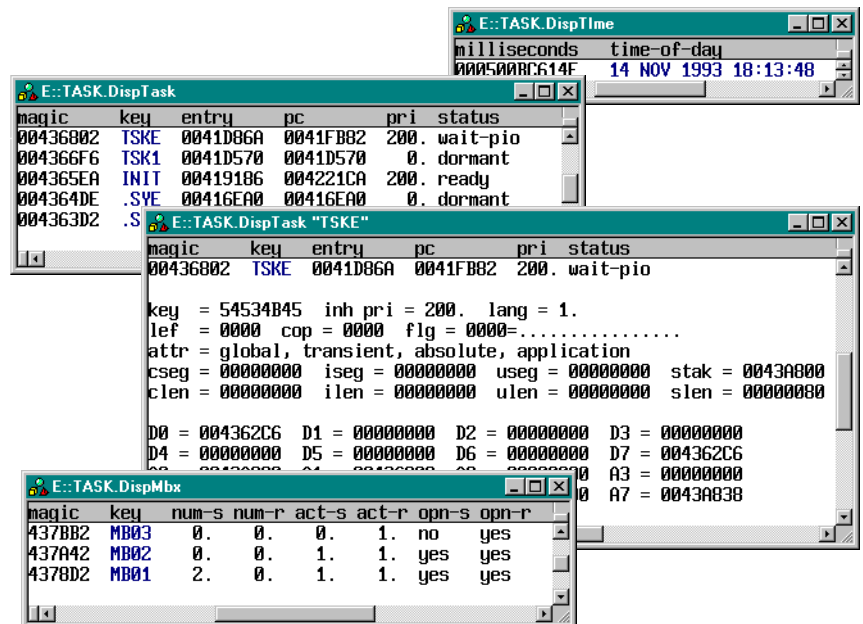 E::TASK.DispTIme
milliseconds time-of-day
000500BC614E 14 NOV 1993 18:13:48
E::TASK.DispTask
magic key entry pc pri status
00436802 TSKE 0041D86A 0041FB82 200. wait-pio
004366F6 TSK1 0041D570 0041D570 0. dormant
004365EA INIT 00419186 004221CA 200. ready
004364DE .SYE 00416EA0 00416EA0 0. dormant
004363D2 .S
E::TASK.DispTask "TSKE"
magic key entry pc pri status
00436802 TSKE 0041D86A 0041FB82 200. wait-pio
key = 54534B45 inh pri = 200. lang = 1.
lef = 0000 cop = 0000 flg = 0000=................
attr = global, transient, absolute, application
cseg = 00000000 iseg = 00000000 useg = 00000000 stak = 0043A800
clen = 00000000 ilen = 00000000 ulen = 00000000 slen = 00000080
D0 = 004362C6 D1 = 00000000 D2 = 00000000 D3 = 00000000
D4 = 00000000 D5 = 00000000 D6 = 00000000 D7 = 004362C6
A3 = 00000000
A7 = 0043A838
E::TASK.DispMbx
magic key num-s num-r act-s act-r opn-s opn-r
437BB2 MB03 0. 0. 0. 1. no yes
437A42 MB02 0. 0. 1. 1. yes yes
4378D2 MB01 2. 0. 1. 1. yes yes